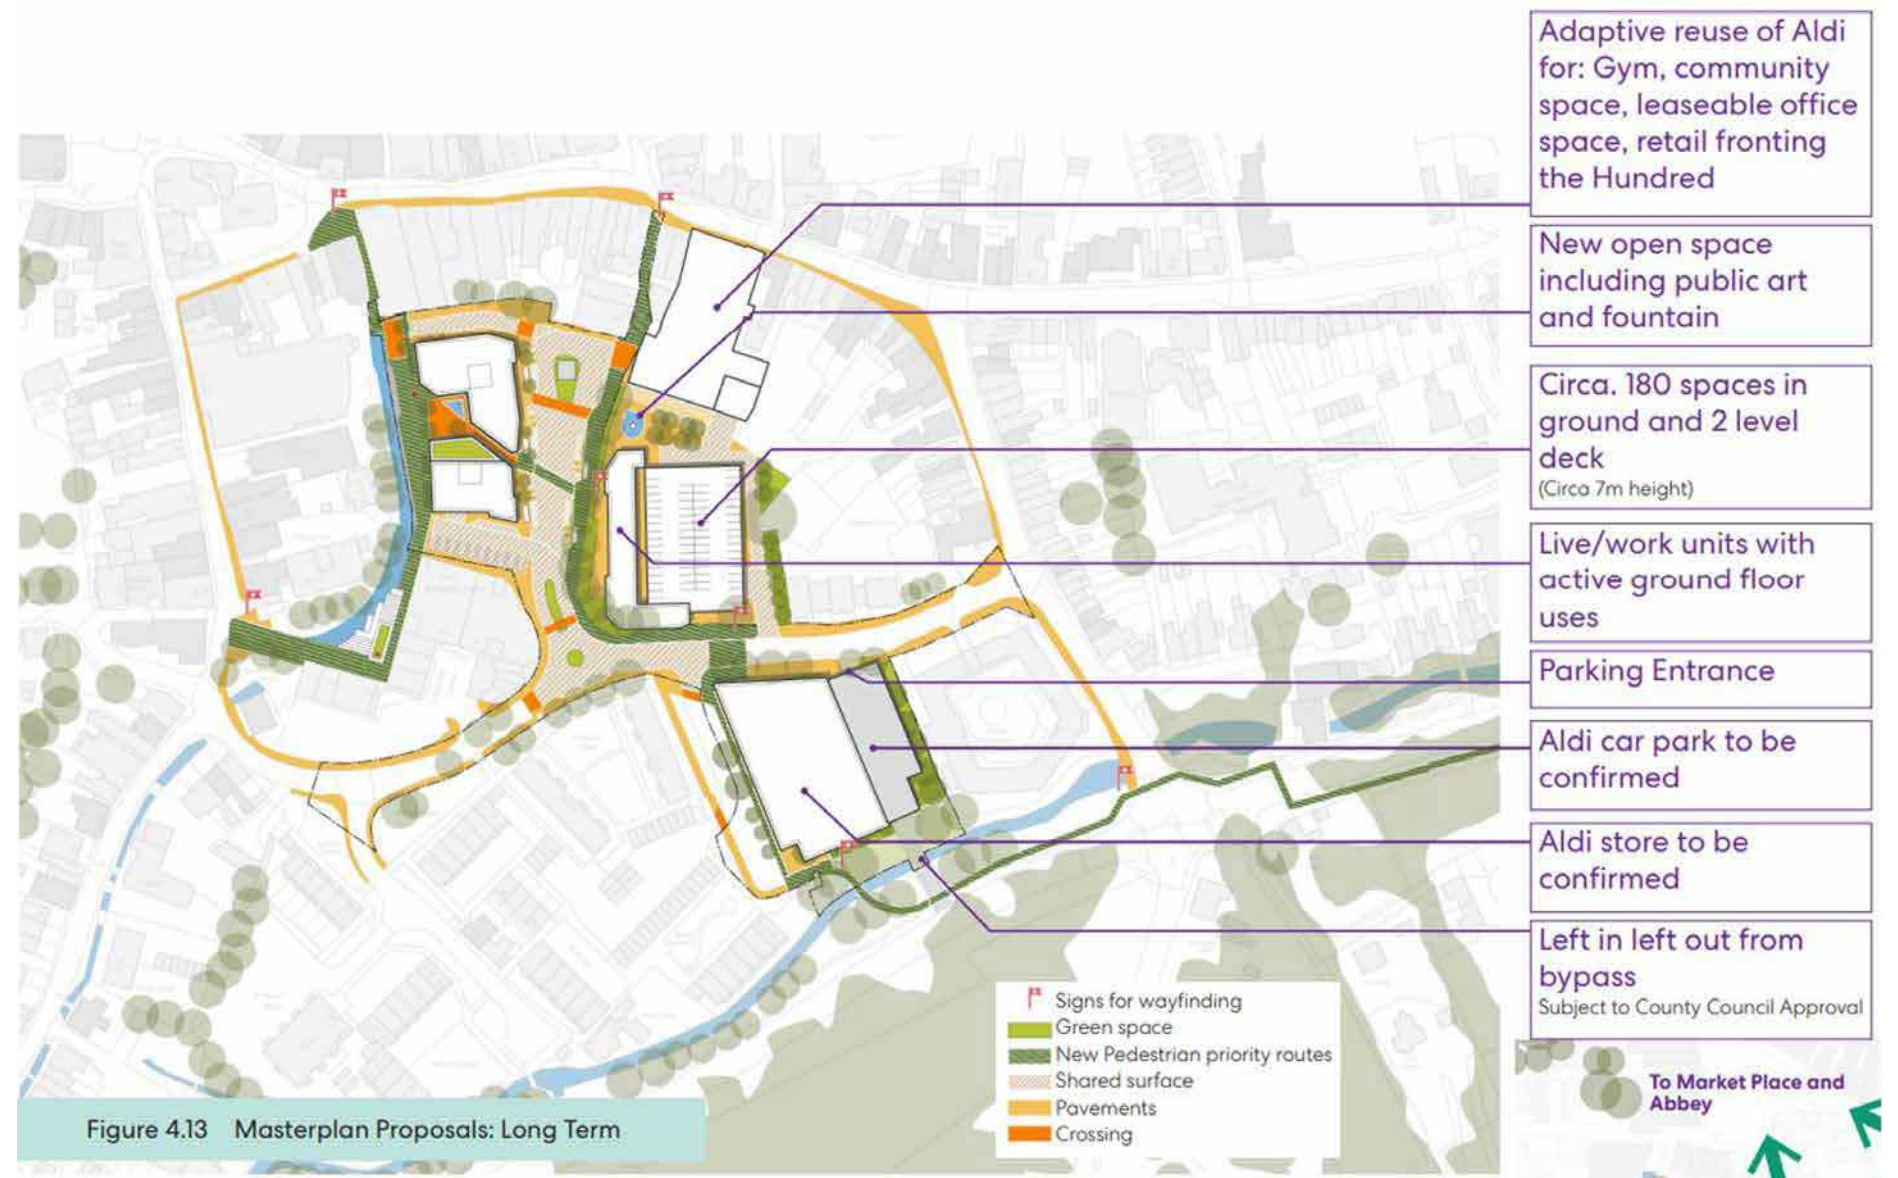 Adaptive reuse of Aldi
for: Gym, community
space, leaseable office
space, retail fronting
the Hundred
New open space
including public art
and fountain
Circa. 180 spaces in
ground and 2 level
deck
(Circa 7m height)
Live/work units with
active ground floor
uses
Parking Entrance
Aldi car park to be
confirmed
Aldi store to be
confirmed
Left in left out from
bypass
Subject to County Council Approval
Signs for wayfinding
Green space
New Pedestrian priority routes
Shared surface
Pavements
Crossing
To Market Place and
Abbey
Figure 4.13 Masterplan Proposals: Long Term